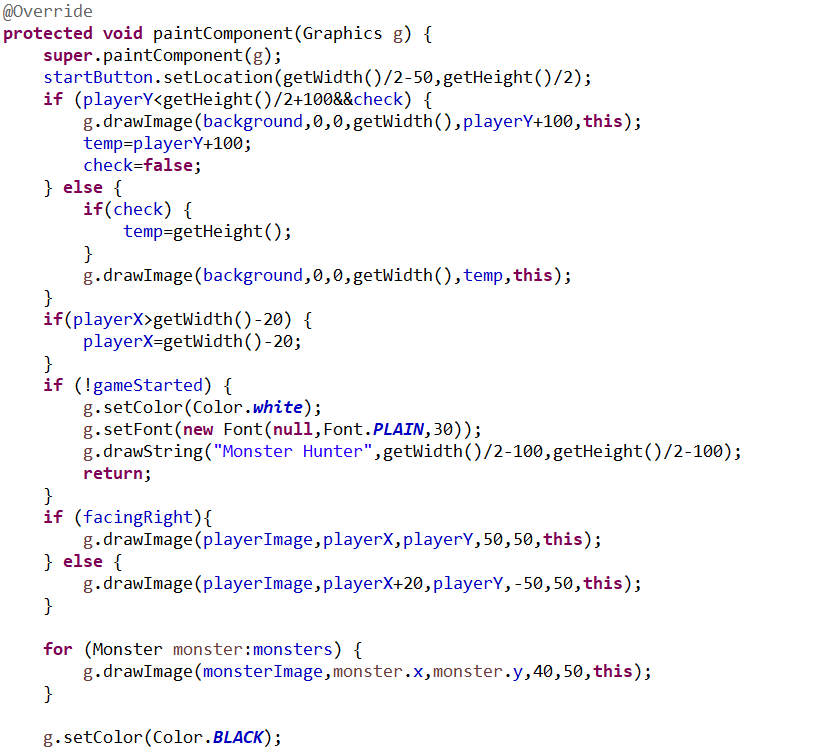 @Override
protected void paintComponent(Graphics g) {
    super.paintComponent(g);
    startButton.setLocation(getWidth()/2-50,getHeight()/2);
    if (playerY<getHeight()/2+100&&check) {
        g.drawImage(background,0,0,getWidth(),playerY+100,this);
        temp=playerY+100;
        check=false;
    } else {
        if(check) {
            temp=getHeight();
        }
        g.drawImage(background,0,0,getWidth(),temp,this);
    }
    if(playerX>getWidth()-20) {
        playerX=getWidth()-20;
    }
    if (!gameStarted) {
        g.setColor(Color.white);
        g.setFont(new Font(null,Font.PLAIN,30));
        g.drawString("Monster Hunter",getWidth()/2-100,getHeight()/2-100);
        return;
    }
    if (facingRight){
        g.drawImage(playerImage,playerX,playerY,50,50,this);
    } else {
        g.drawImage(playerImage,playerX+20,playerY,-50,50,this);
    }

    for (Monster monster:monsters) {
        g.drawImage(monsterImage,monster.x,monster.y,40,50,this);
    }

    g.setColor(Color.BLACK);